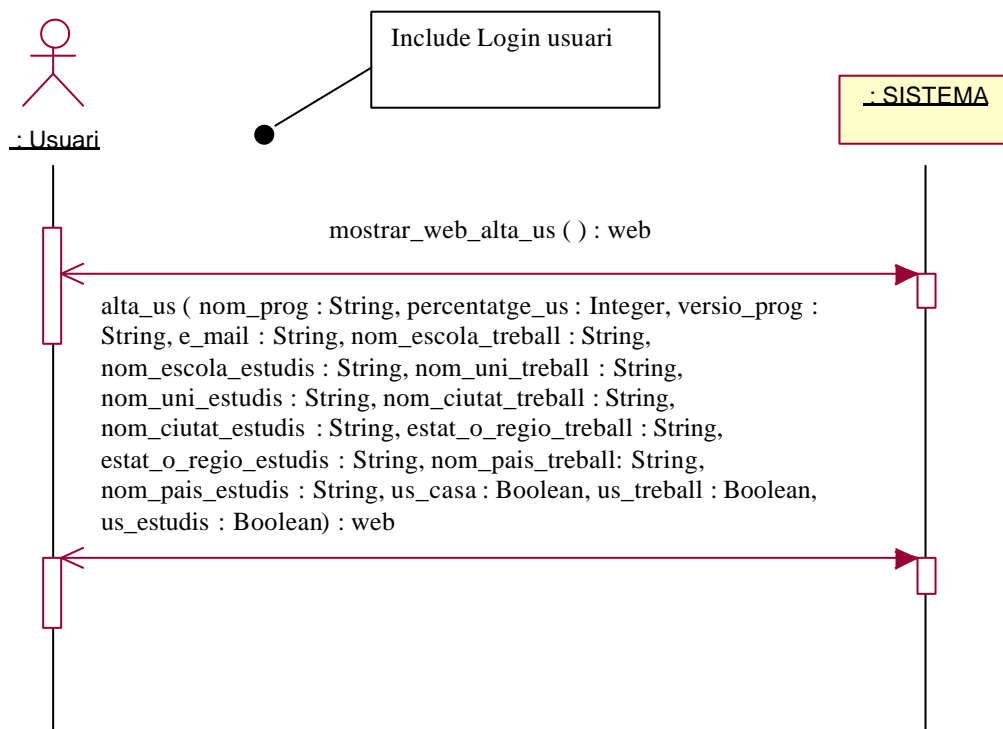 Include Login usuari
: SISTEMA
: Usuari
mostrar_web_alta_us ( ) : web
alta_us ( nom_prog : String, percentatge_us : Integer, versio_prog :
String, e_mail : String, nom_escola_treball : String,
nom_escola_estudis : String, nom_uni_treball : String,
nom_uni_estudis : String, nom_ciutat_treball : String,
nom_ciutat_estudis : String, estat_o_regio_treball : String,
estat_o_regio_estudis : String, nom_pais_treball: String,
nom_pais_estudis : String, us_casa : Boolean, us_treball : Boolean,
us_estudis : Boolean) : web